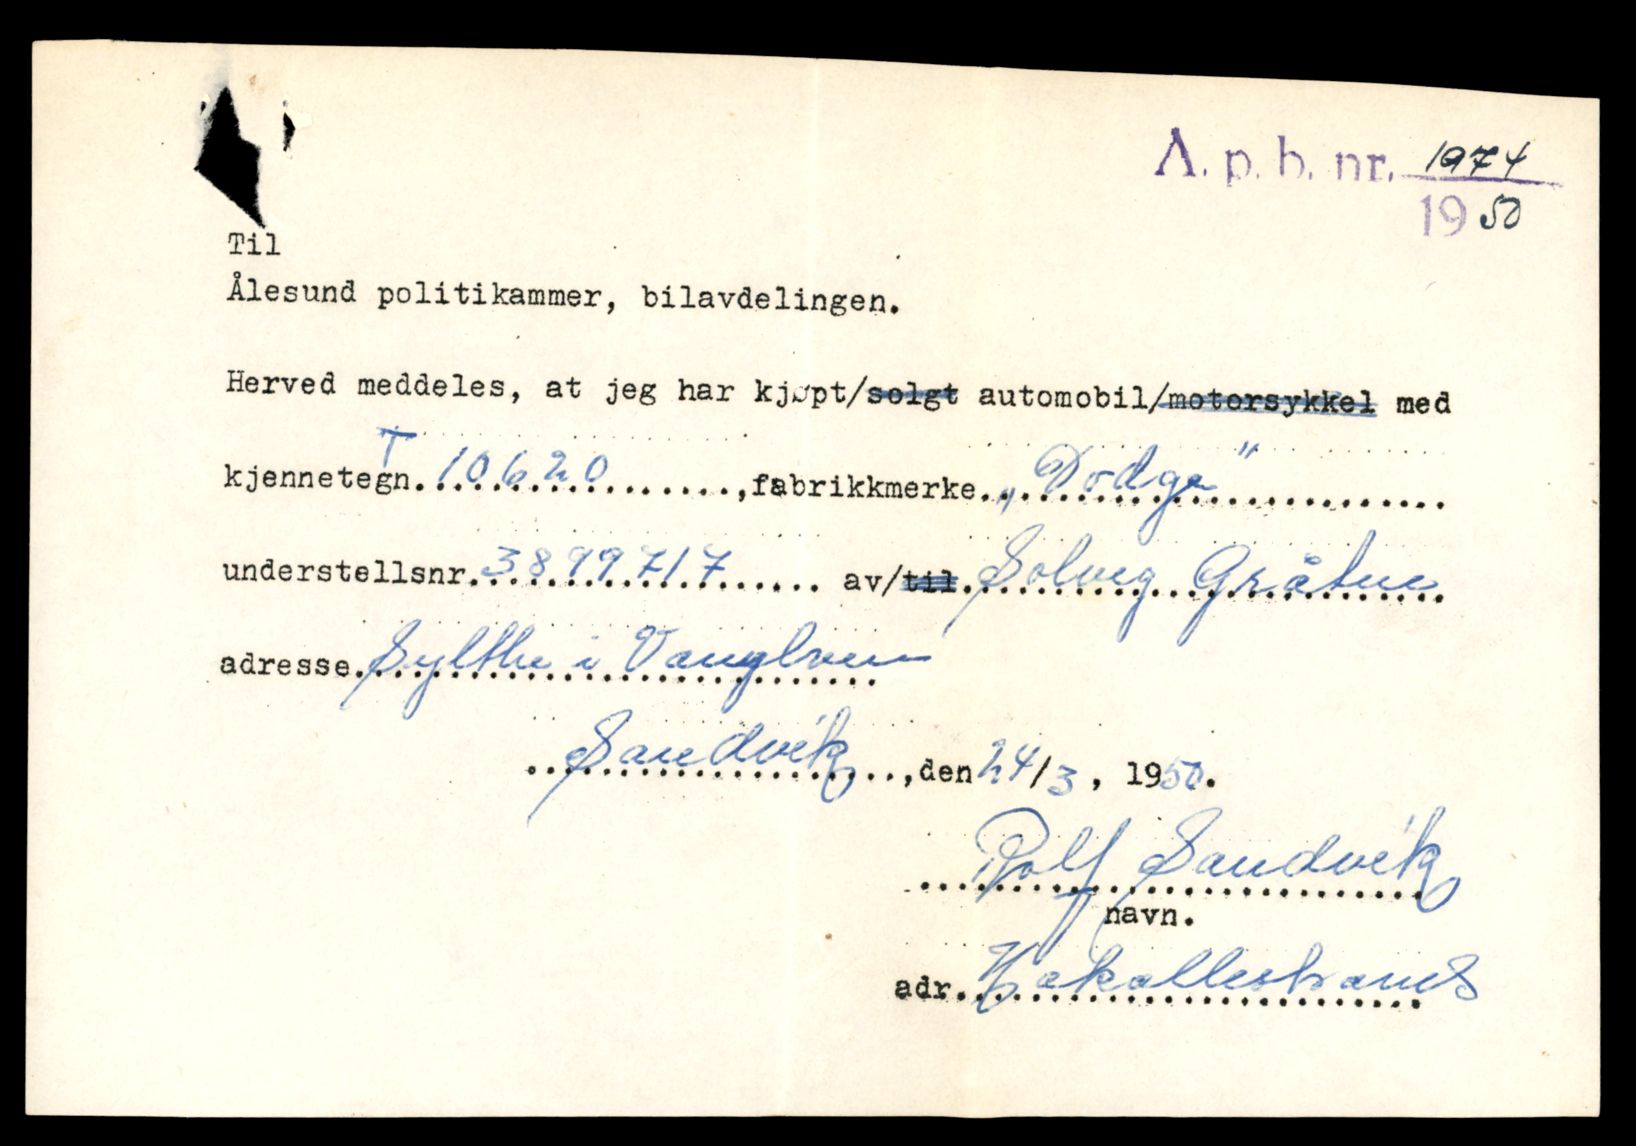 Å. p. b. nr. 1974
1950
Til
Ålesund politikammer, bilavdelingen.
Herved meddeles, at jeg har kjøpt/solgt automobil/motorsykkel med
kjennetegn. T 10620 ,fabrikkmerke. „Dodge"
understellsnr. 3899717 av/til. Solveig
adresse. Sylthe i Vanylven
Sandvik ,den 24/3, 1950.
Rolf Sandvik
navn.
adr. Hakallestrand